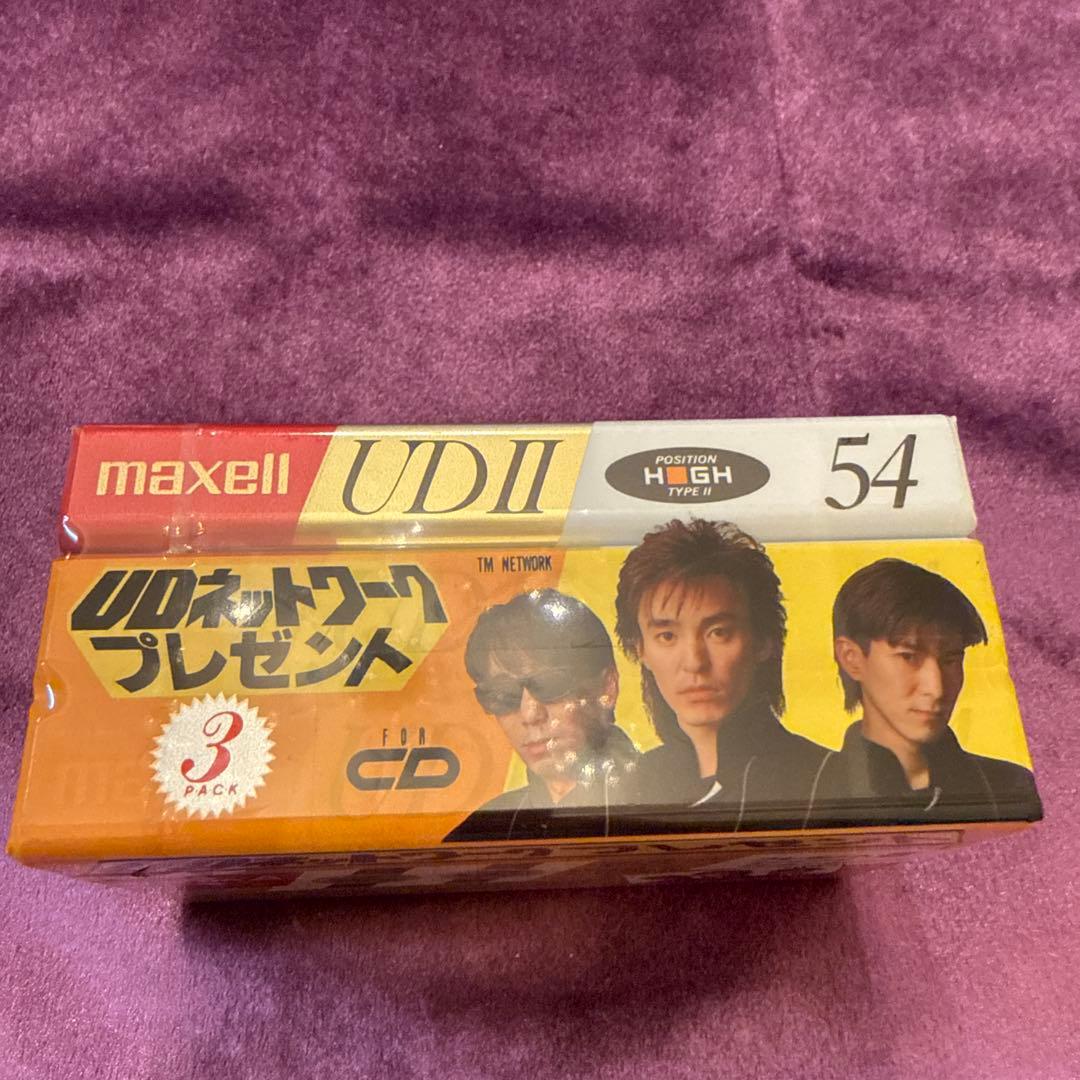 maxell
UDII
POSITION
HIGH
TYPE II
54
TM NETWORK
UDネットワーク
プレゼント
3
PACK
FOR
CD